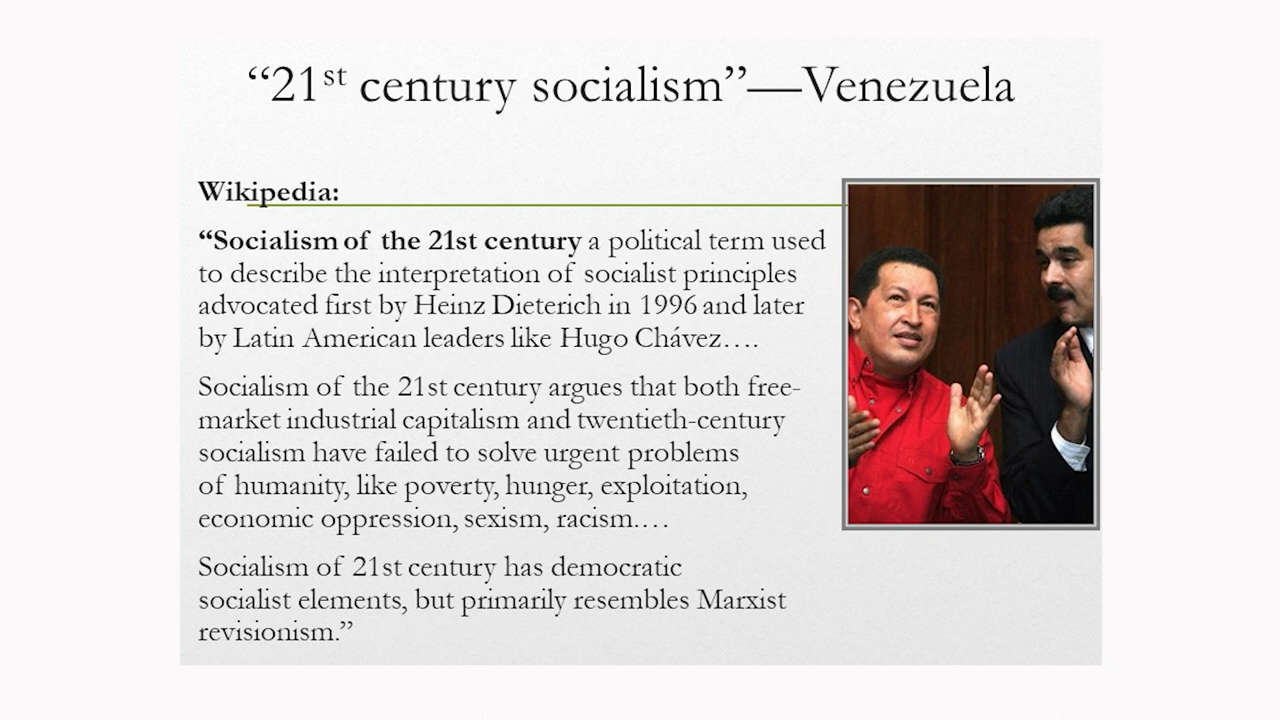 “21st century socialism”—Venezuela
Wikipedia:
“Socialism of the 21st century a political term used
to describe the interpretation of socialist principles
advocated first by Heinz Dieterich in 1996 and later
by Latin American leaders like Hugo Chávez….
Socialism of the 21st century argues that both free-
market industrial capitalism and twentieth-century
socialism have failed to solve urgent problems
of humanity, like poverty, hunger, exploitation,
economic oppression, sexism, racism.…
Socialism of 21st century has democratic
socialist elements, but primarily resembles Marxist
revisionism.”